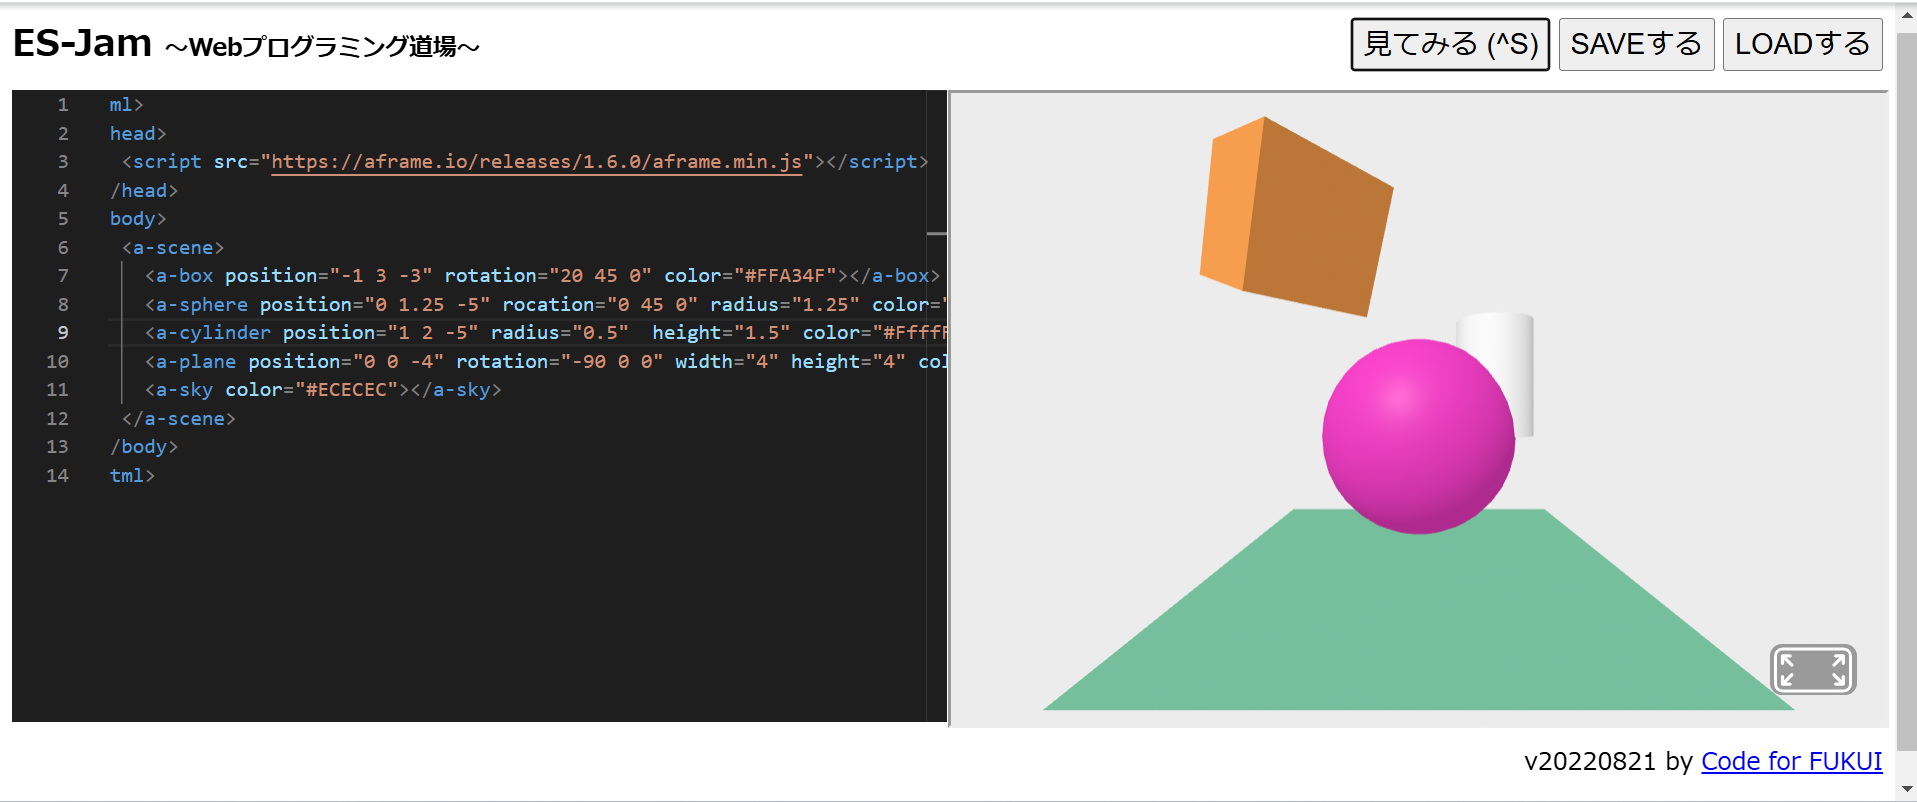 ES-Jam ～Webプログラミング道場～
見てみる (^S) SAVEする LOADする
1 ml>
2 head>
3 <script src="https://aframe.io/releases/1.6.0/aframe.min.js"></script>
4 /head>
5 body>
6 <a-scene>
7 <a-box position="-1 3 -3" rotation="20 45 0" color="#FFA34F"></a-box>
8 <a-sphere position="0 1.25 -5" rocation="0 45 0" radius="1.25" color="
9 <a-cylinder position="1 2 -5" radius="0.5"  height="1.5" color="#FfffF
10 <a-plane position="0 0 -4" rotation="-90 0 0" width="4" height="4" col
11 <a-sky color="#ECECEC"></a-sky>
12 </a-scene>
13 /body>
14 tml>
v20220821 by Code for FUKUI